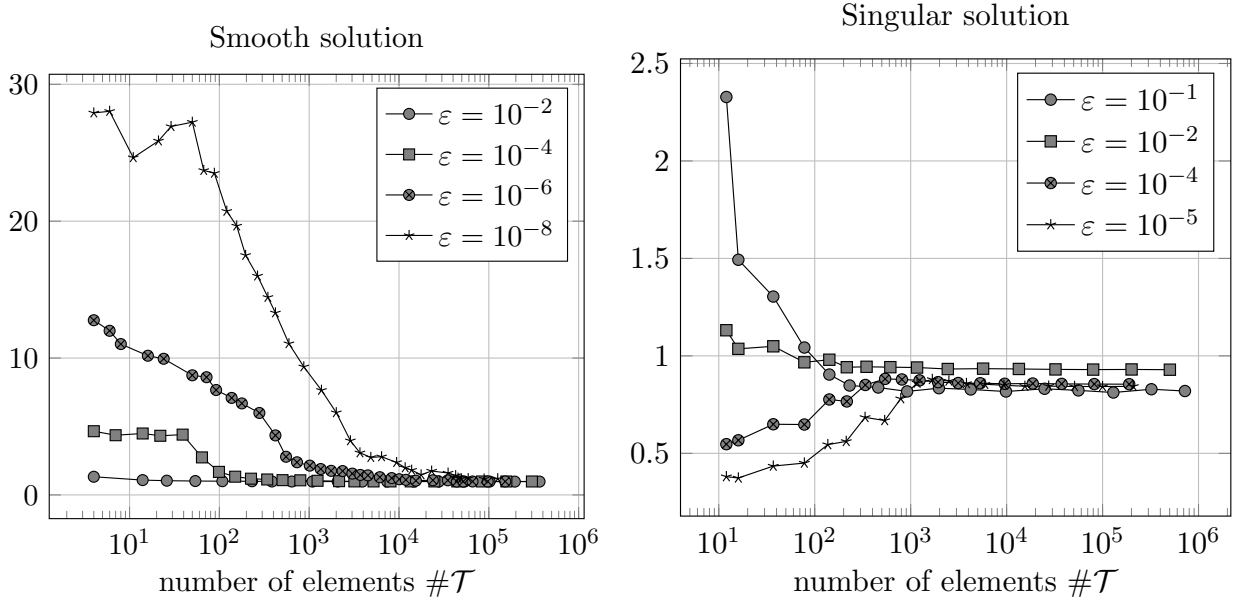 Smooth solution
30
20
10
0
10^1
10^2
10^3
10^4
10^5
10^6
number of elements #𝒯
ε = 10^−2
ε = 10^−4
ε = 10^−6
ε = 10^−8
Singular solution
2.5
2
1.5
1
0.5
10^1
10^2
10^3
10^4
10^5
10^6
number of elements #𝒯
ε = 10^−1
ε = 10^−2
ε = 10^−4
ε = 10^−5